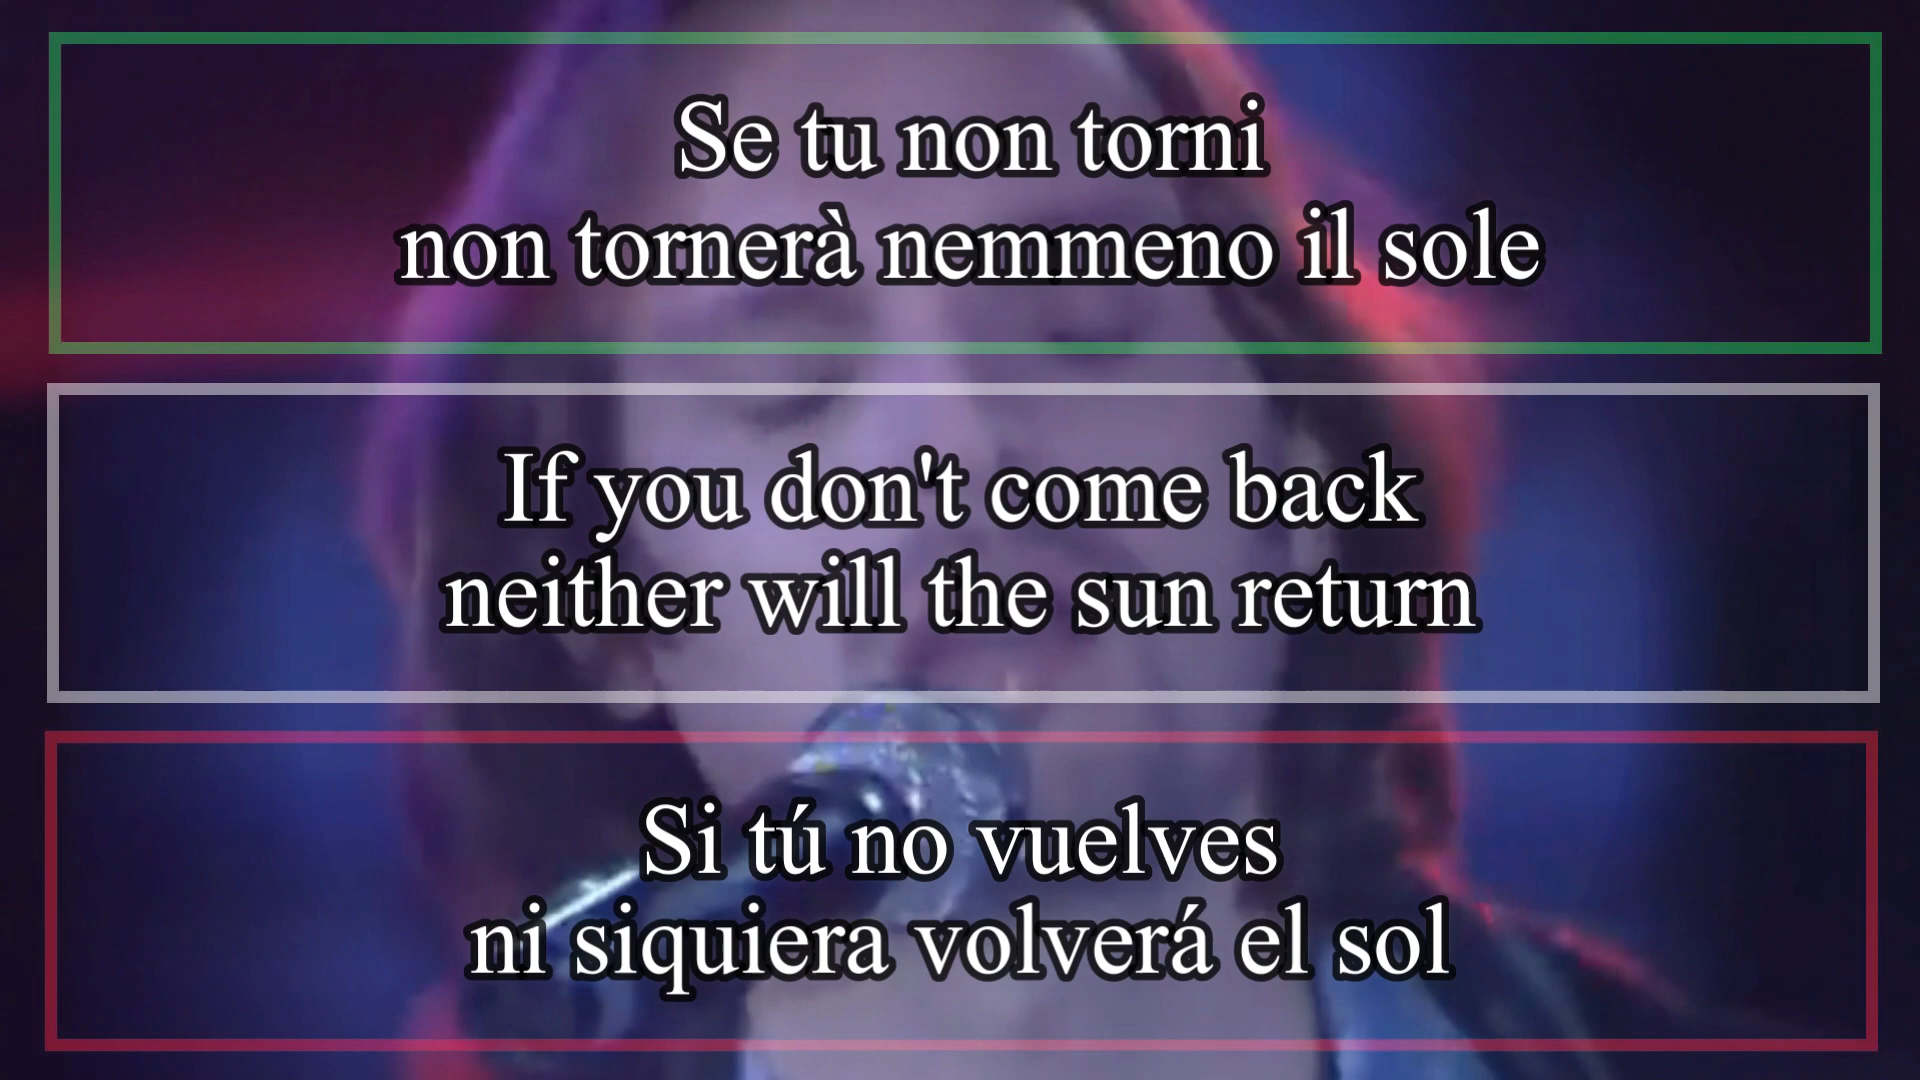 Se tu non torni
non tornerà nemmeno il sole
If you don't come back
neither will the sun return
Si tú no vuelves
ni siquiera volverá el sol